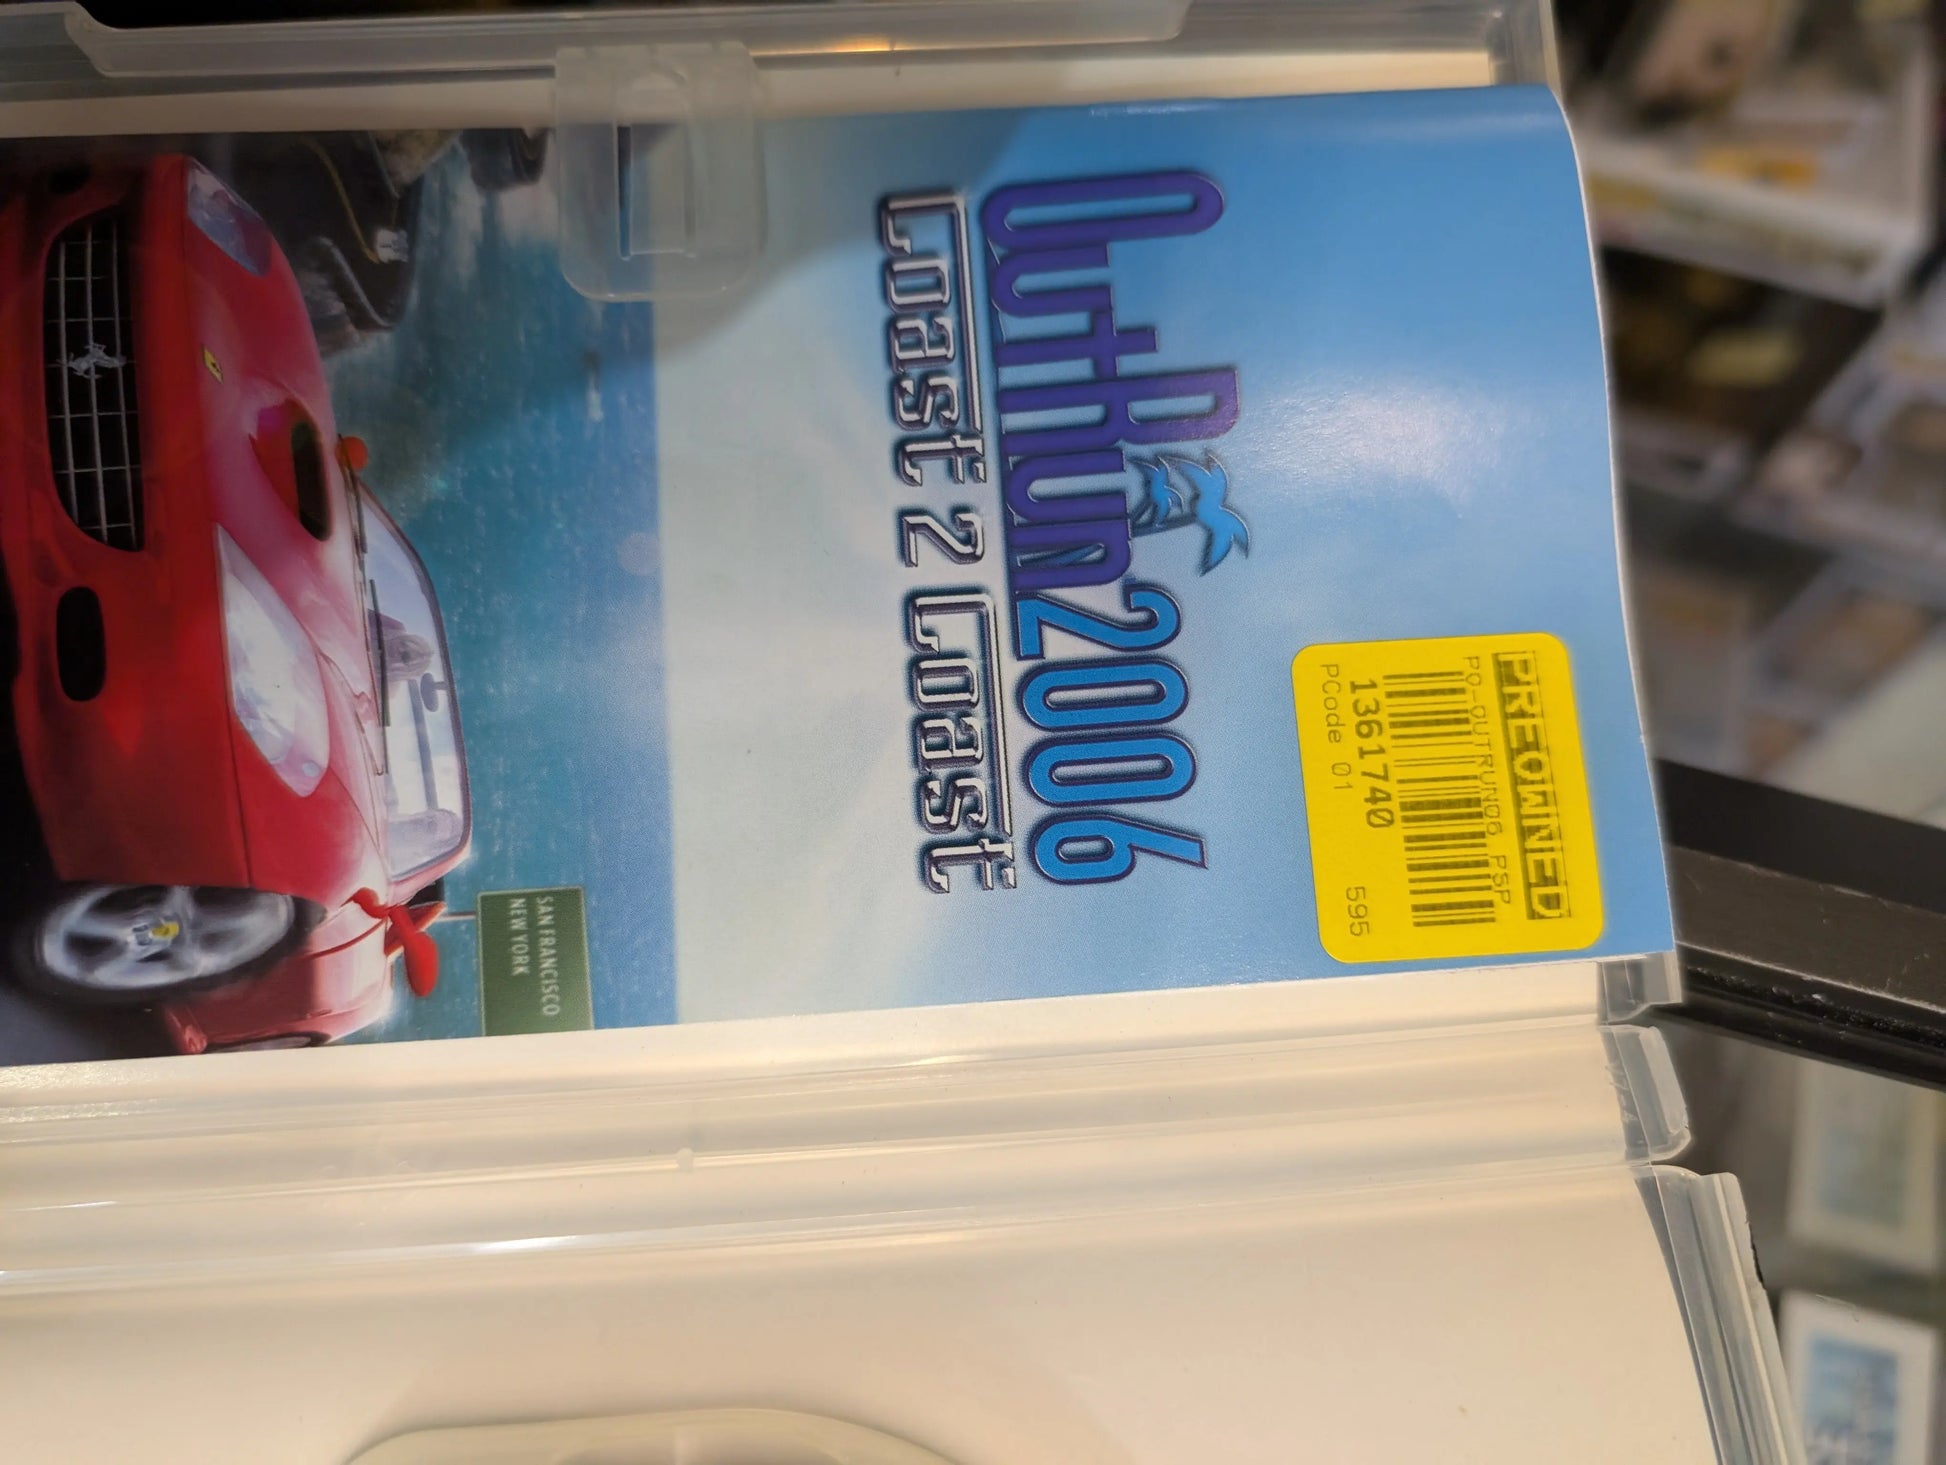 PREOWNED
PO-OUTRUN06 PSP
1361740
PCode 01 595
OutRun2006
Coast 2 Coast
SAN FRANCISCO
NEW YORK